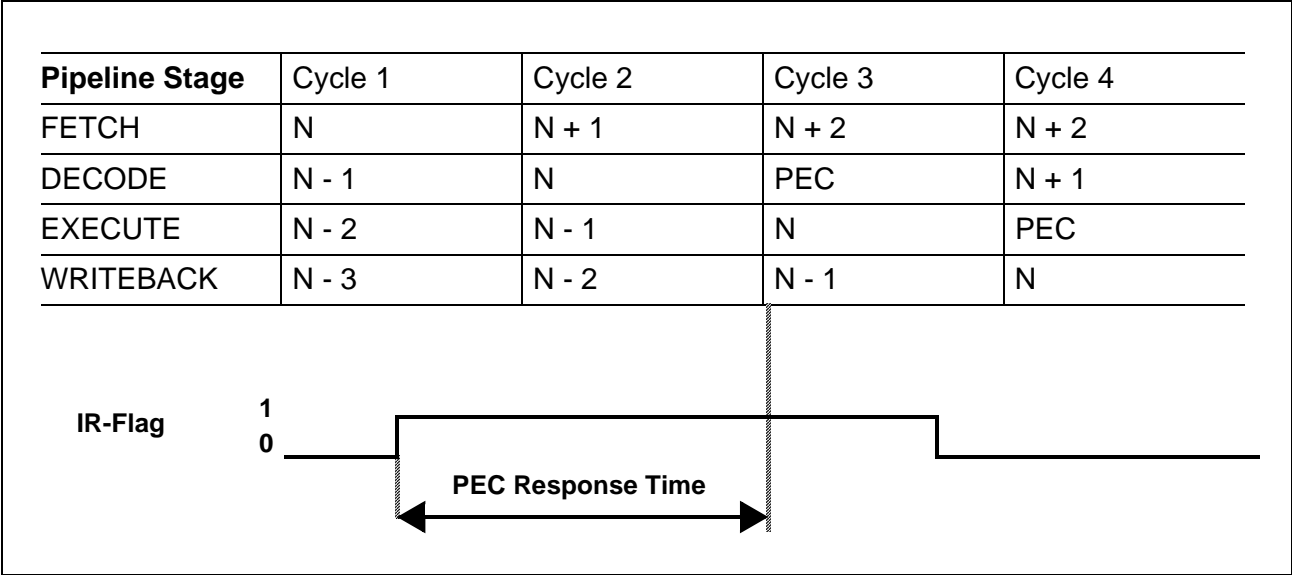 Pipeline Stage Cycle 1 Cycle 2 Cycle 3 Cycle 4
FETCH N N + 1 N + 2 N + 2
DECODE N - 1 N PEC N + 1
EXECUTE N - 2 N - 1 N PEC
WRITEBACK N - 3 N - 2 N - 1 N
1
IR-Flag
0
PEC Response Time